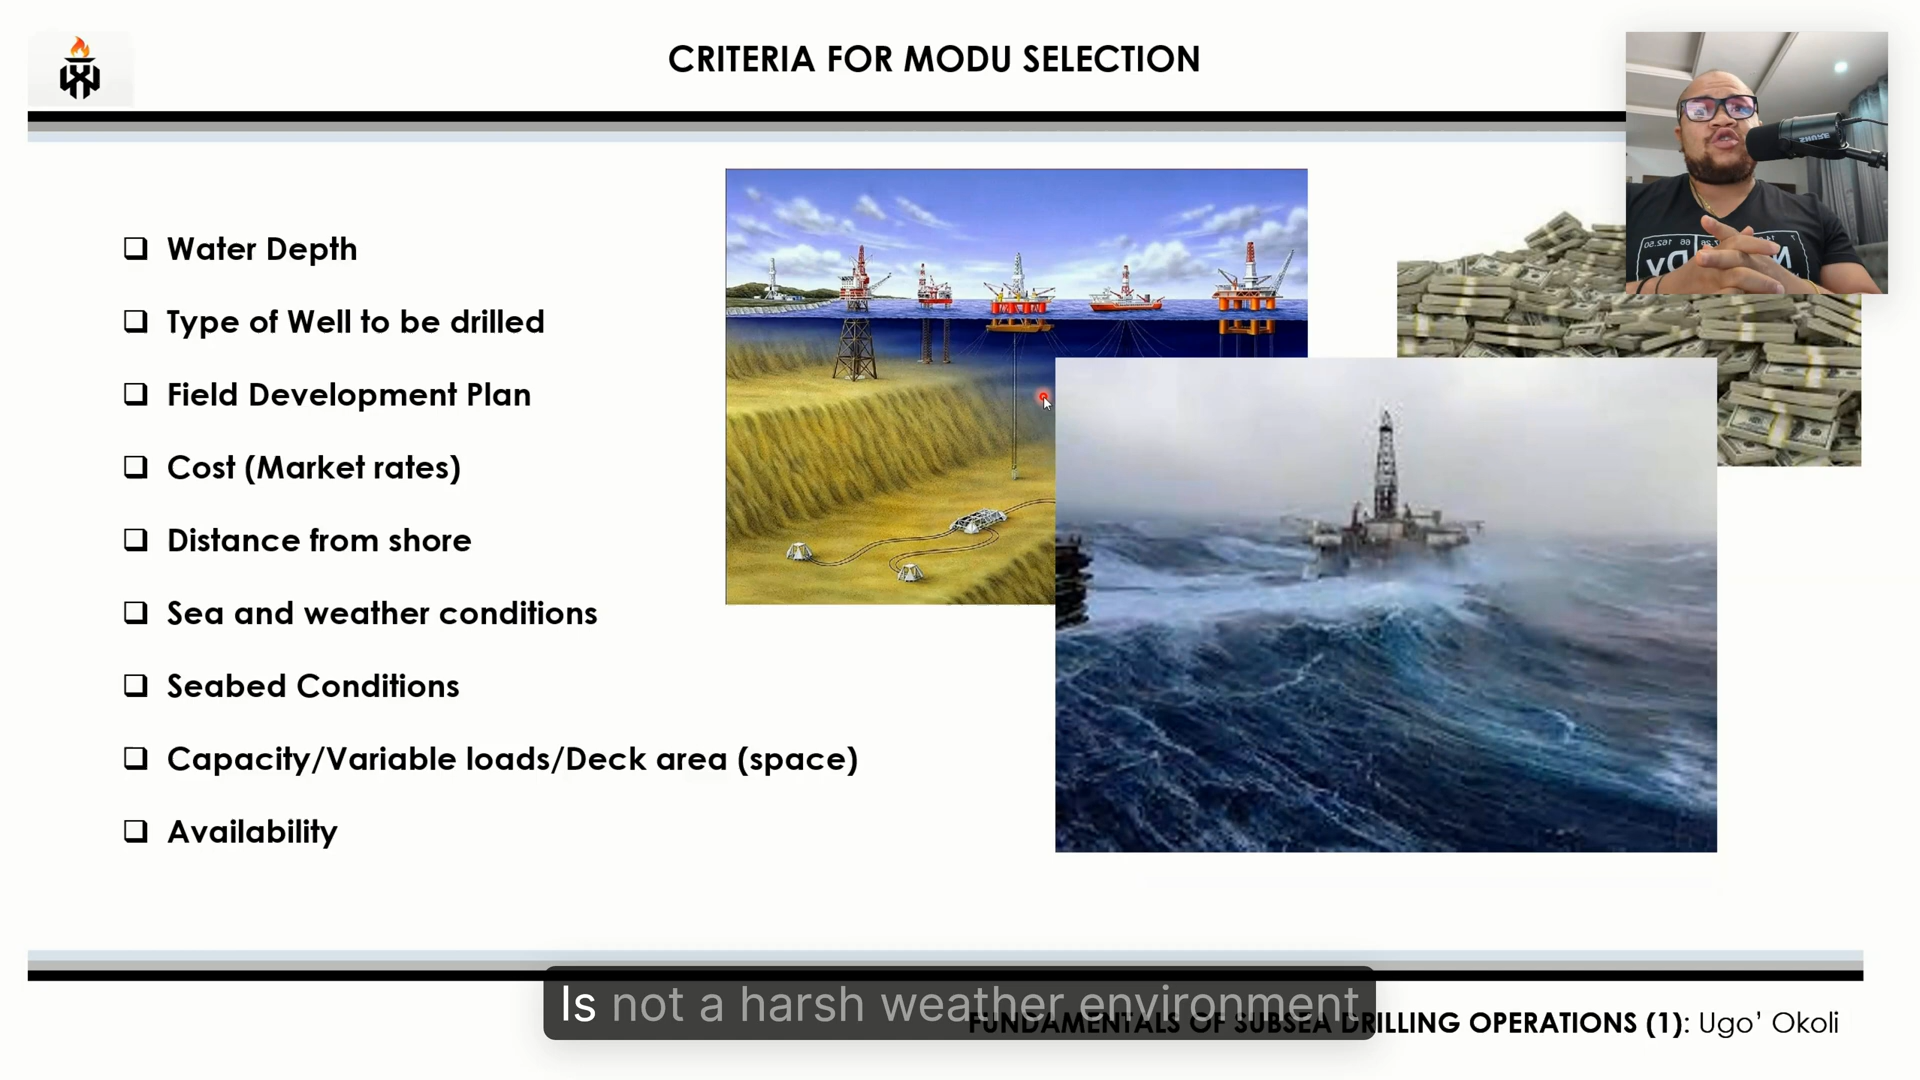 CRITERIA FOR MODU SELECTION
SHURE
❑ Water Depth
❑ Type of Well to be drilled
❑ Field Development Plan
❑ Cost (Market rates)
❑ Distance from shore
❑ Sea and weather conditions
❑ Seabed Conditions
❑ Capacity/Variable loads/Deck area (space)
❑ Availability
Is not a harsh weather environment
FUNDAMENTALS OF SUBSEA DRILLING OPERATIONS (1): Ugo’ Okoli